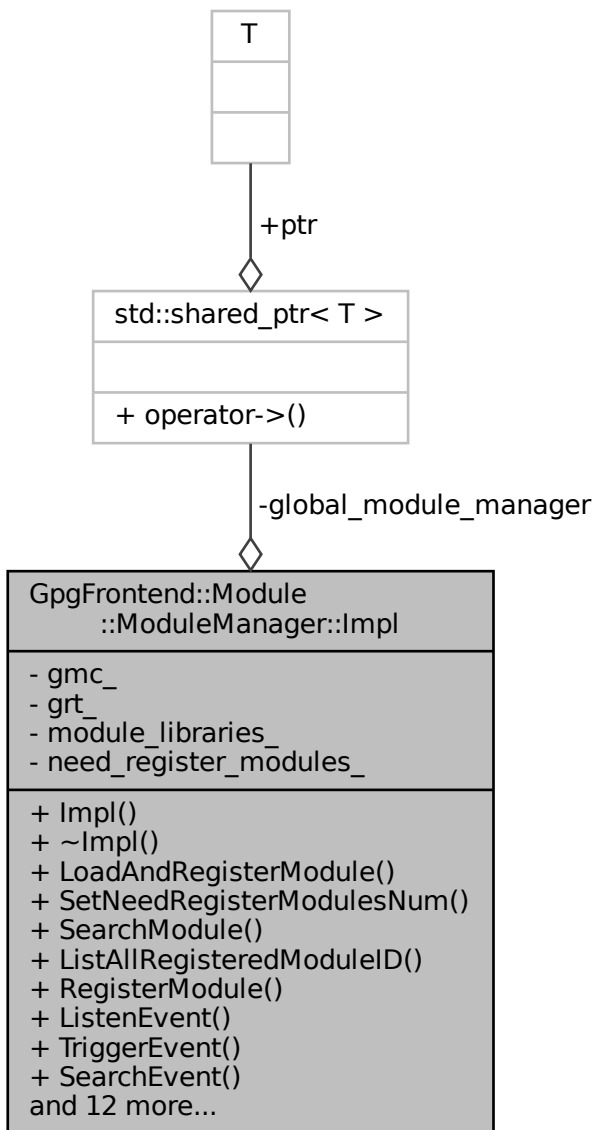 T
+ptr
std::shared_ptr< T >
+ operator->()
-global_module_manager
GpgFrontend::Module
::ModuleManager::Impl
- gmc_
- grt_
- module_libraries_
- need_register_modules_
+ Impl()
+ ~Impl()
+ LoadAndRegisterModule()
+ SetNeedRegisterModulesNum()
+ SearchModule()
+ ListAllRegisteredModuleID()
+ RegisterModule()
+ ListenEvent()
+ TriggerEvent()
+ SearchEvent()
and 12 more...